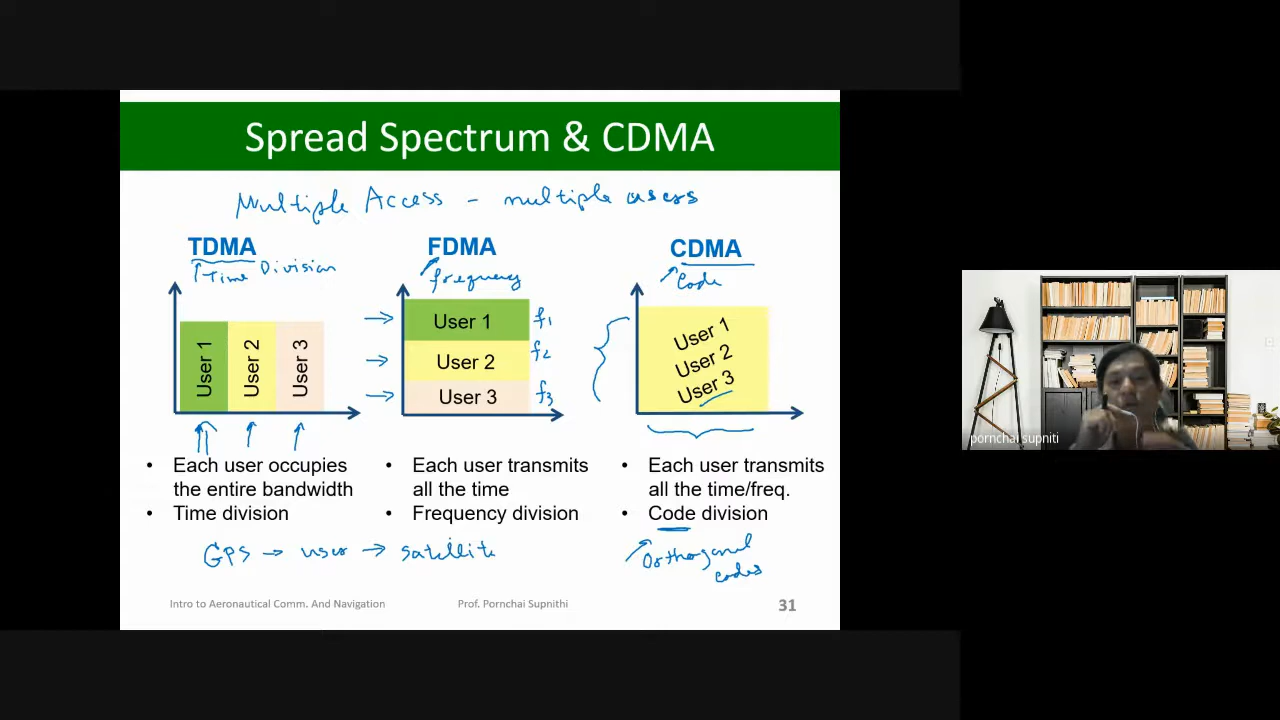 Spread Spectrum & CDMA
Multiple Access - multiple users
TDMA
Time Division
User 1
User 2
User 3
• Each user occupies
the entire bandwidth
• Time division
FDMA
frequency
User 1 f1
User 2 f2
User 3 f3
• Each user transmits
all the time
• Frequency division
CDMA
Code
User 1
User 2
User 3
• Each user transmits
all the time/freq.
• Code division
GPS → user → satellite
Orthogonal
codes
Intro to Aeronautical Comm. And Navigation
Prof. Pornchai Supnithi
31
pornchai supniti